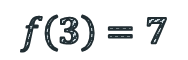 f(3) = 7